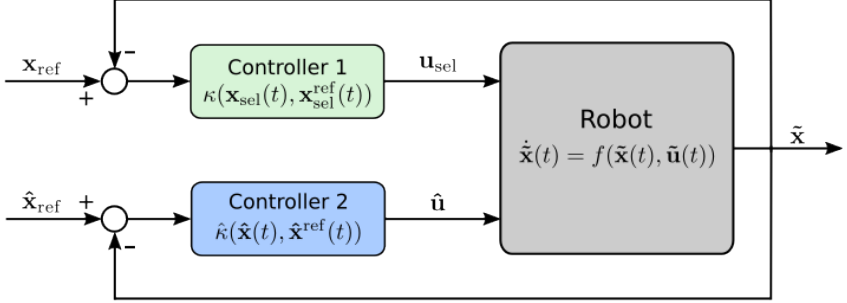 −
x_ref
+
Controller 1
κ(x_sel(t), x_sel^ref(t))
u_sel
Robot
x̃̇(t) = f(x̃(t), ũ(t))
x̃
x̂_ref
+
−
Controller 2
κ̂(x̂(t), x̂^ref(t))
û